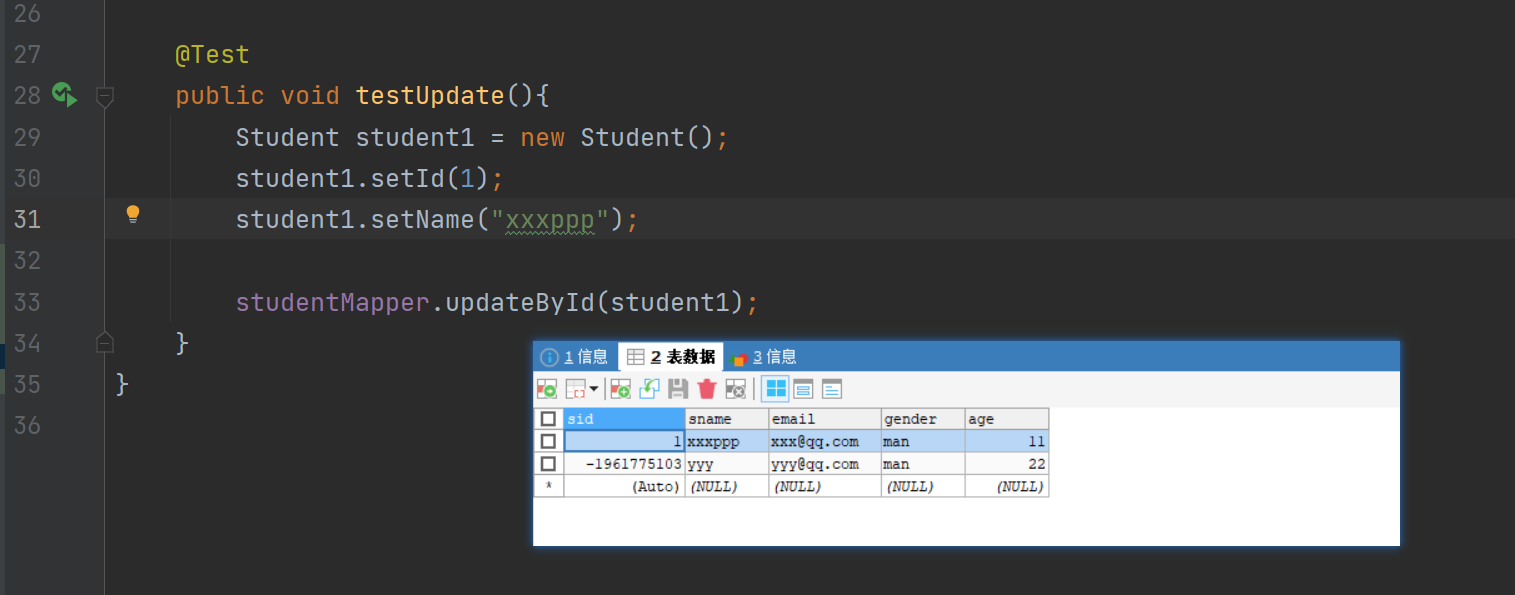 26
27 @Test
28 public void testUpdate(){
29 Student student1 = new Student();
30 student1.setId(1);
31 student1.setName("xxxppp");
32
33 studentMapper.updateById(student1);
34 }
1 信息 2 表数据 3 信息
35 }
sid sname email gender age
36
1 xxxppp xxx@qq.com man 11
-1961775103 yyy yyy@qq.com man 22
* (Auto) (NULL) (NULL) (NULL) (NULL)